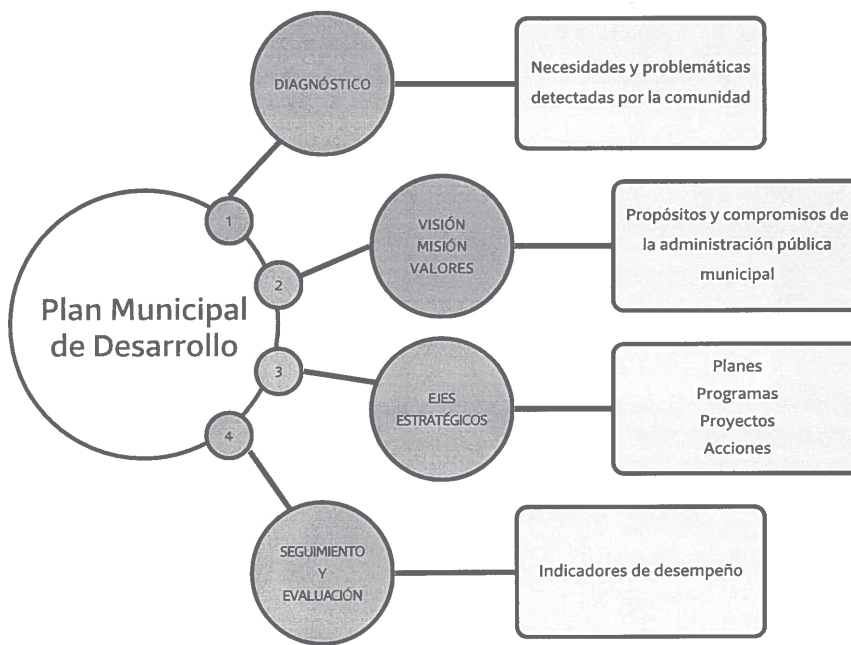 Plan Municipal
de Desarrollo
1
DIAGNÓSTICO
Necesidades y problemáticas
detectadas por la comunidad
2
VISIÓN
MISIÓN
VALORES
Propósitos y compromisos de
la administración pública
municipal
3
EJES
ESTRATÉGICOS
Planes
Programas
Proyectos
Acciones
4
SEGUIMIENTO
Y
EVALUACIÓN
Indicadores de desempeño